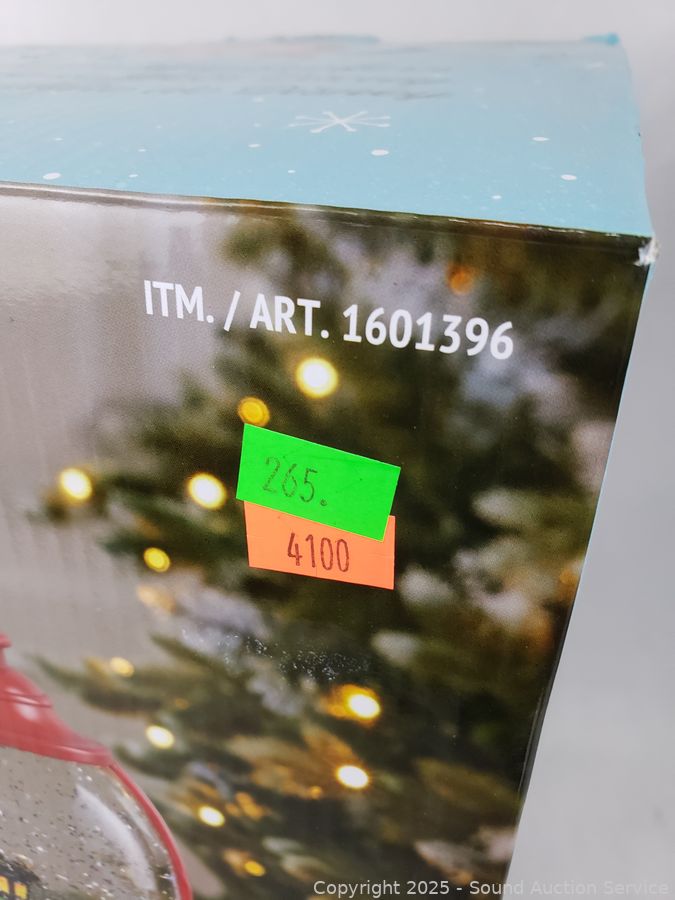 ITM. / ART. 1601396
265.
4100
Copyright 2025 - Sound Auction Service